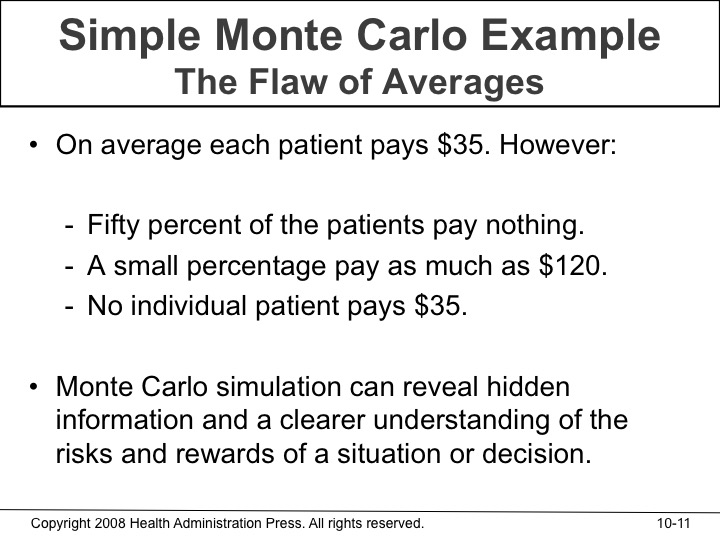 Simple Monte Carlo Example
The Flaw of Averages
• On average each patient pays $35. However:
- Fifty percent of the patients pay nothing.
- A small percentage pay as much as $120.
- No individual patient pays $35.
• Monte Carlo simulation can reveal hidden
information and a clearer understanding of the
risks and rewards of a situation or decision.
Copyright 2008 Health Administration Press. All rights reserved.
10-11